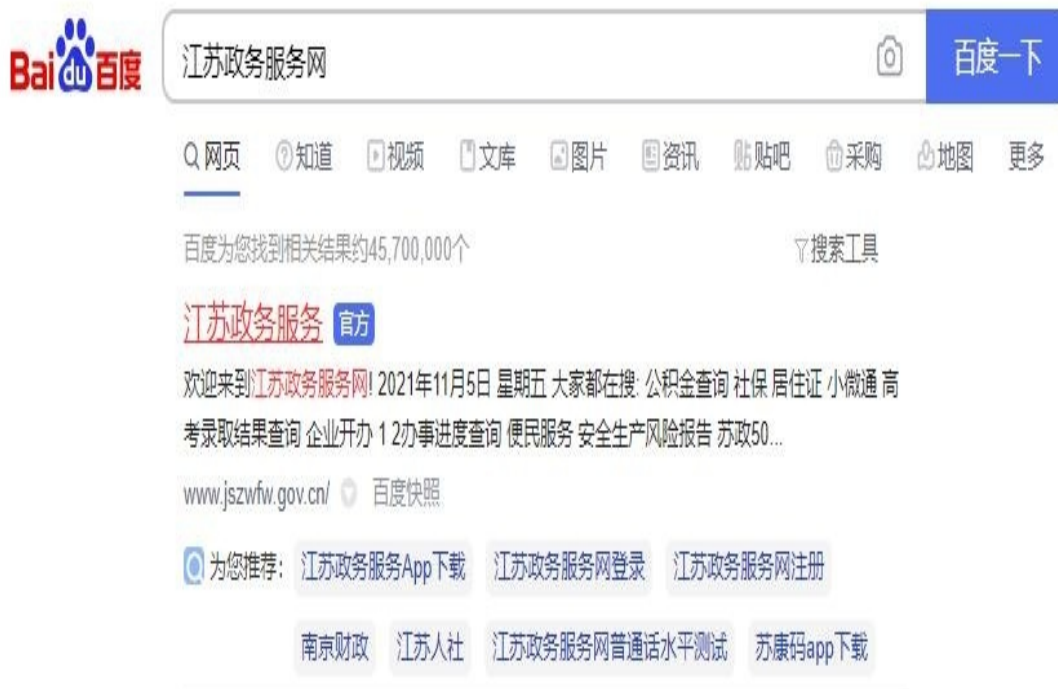 Bai du 百度 江苏政务服务网 百度一下
网页 知道 视频 文库 图片 资讯 贴吧 采购 地图 更多
百度为您找到相关结果约45,700,000个 搜索工具
江苏政务服务 官方
欢迎来到江苏政务服务网! 2021年11月5日 星期五 大家都在搜: 公积金查询 社保 居住证 小微通 高
考录取结果查询 企业开办 1 2办事进度查询 便民服务 安全生产风险报告 苏政50...
www.jszwfw.gov.cn/ 百度快照
为您推荐: 江苏政务服务App下载 江苏政务服务网登录 江苏政务服务网注册
南京财政 江苏人社 江苏政务服务网普通话水平测试 苏康码app下载